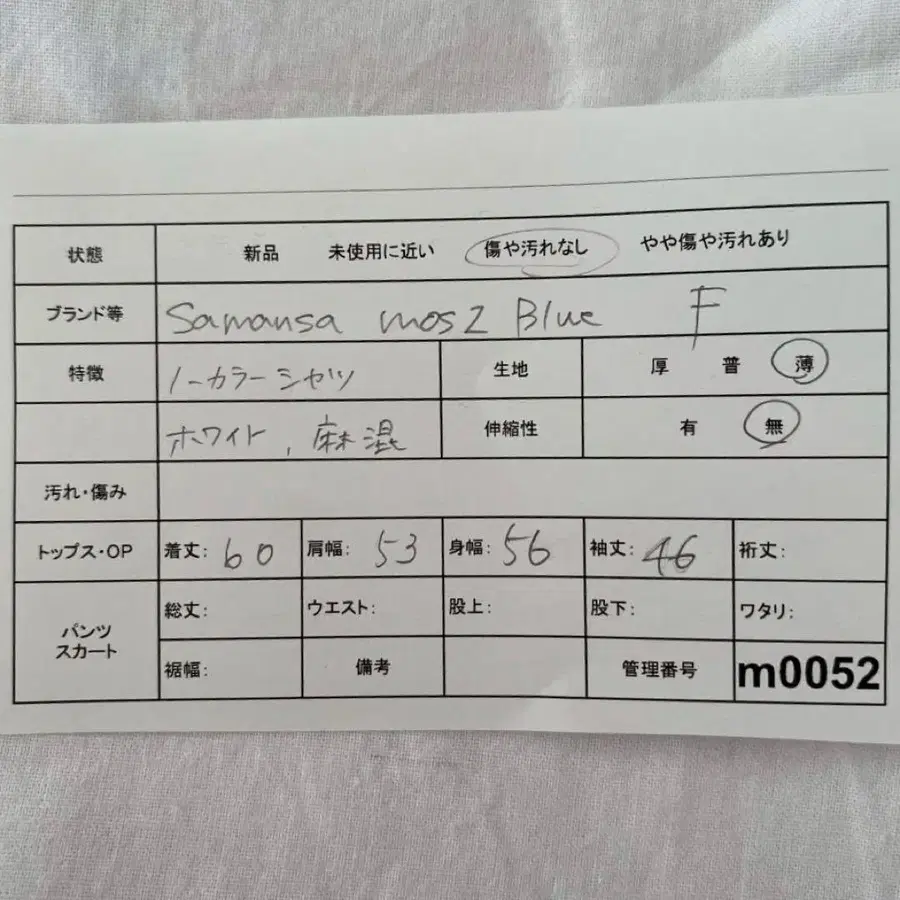 状態 新品 未使用に近い 傷や汚れなし やや傷や汚れあり
ブランド等 Samansa mos2 Blue F
特徴 ノーカラーシャツ 生地 厚 普 薄
ホワイト, 麻混 伸縮性 有 無
汚れ・傷み
トップス・OP 着丈: 60 肩幅: 53 身幅: 56 袖丈: 46 裄丈:
パンツ スカート
総丈: ウエスト: 股上: 股下: ワタリ:
裾幅: 備考 管理番号 m0052